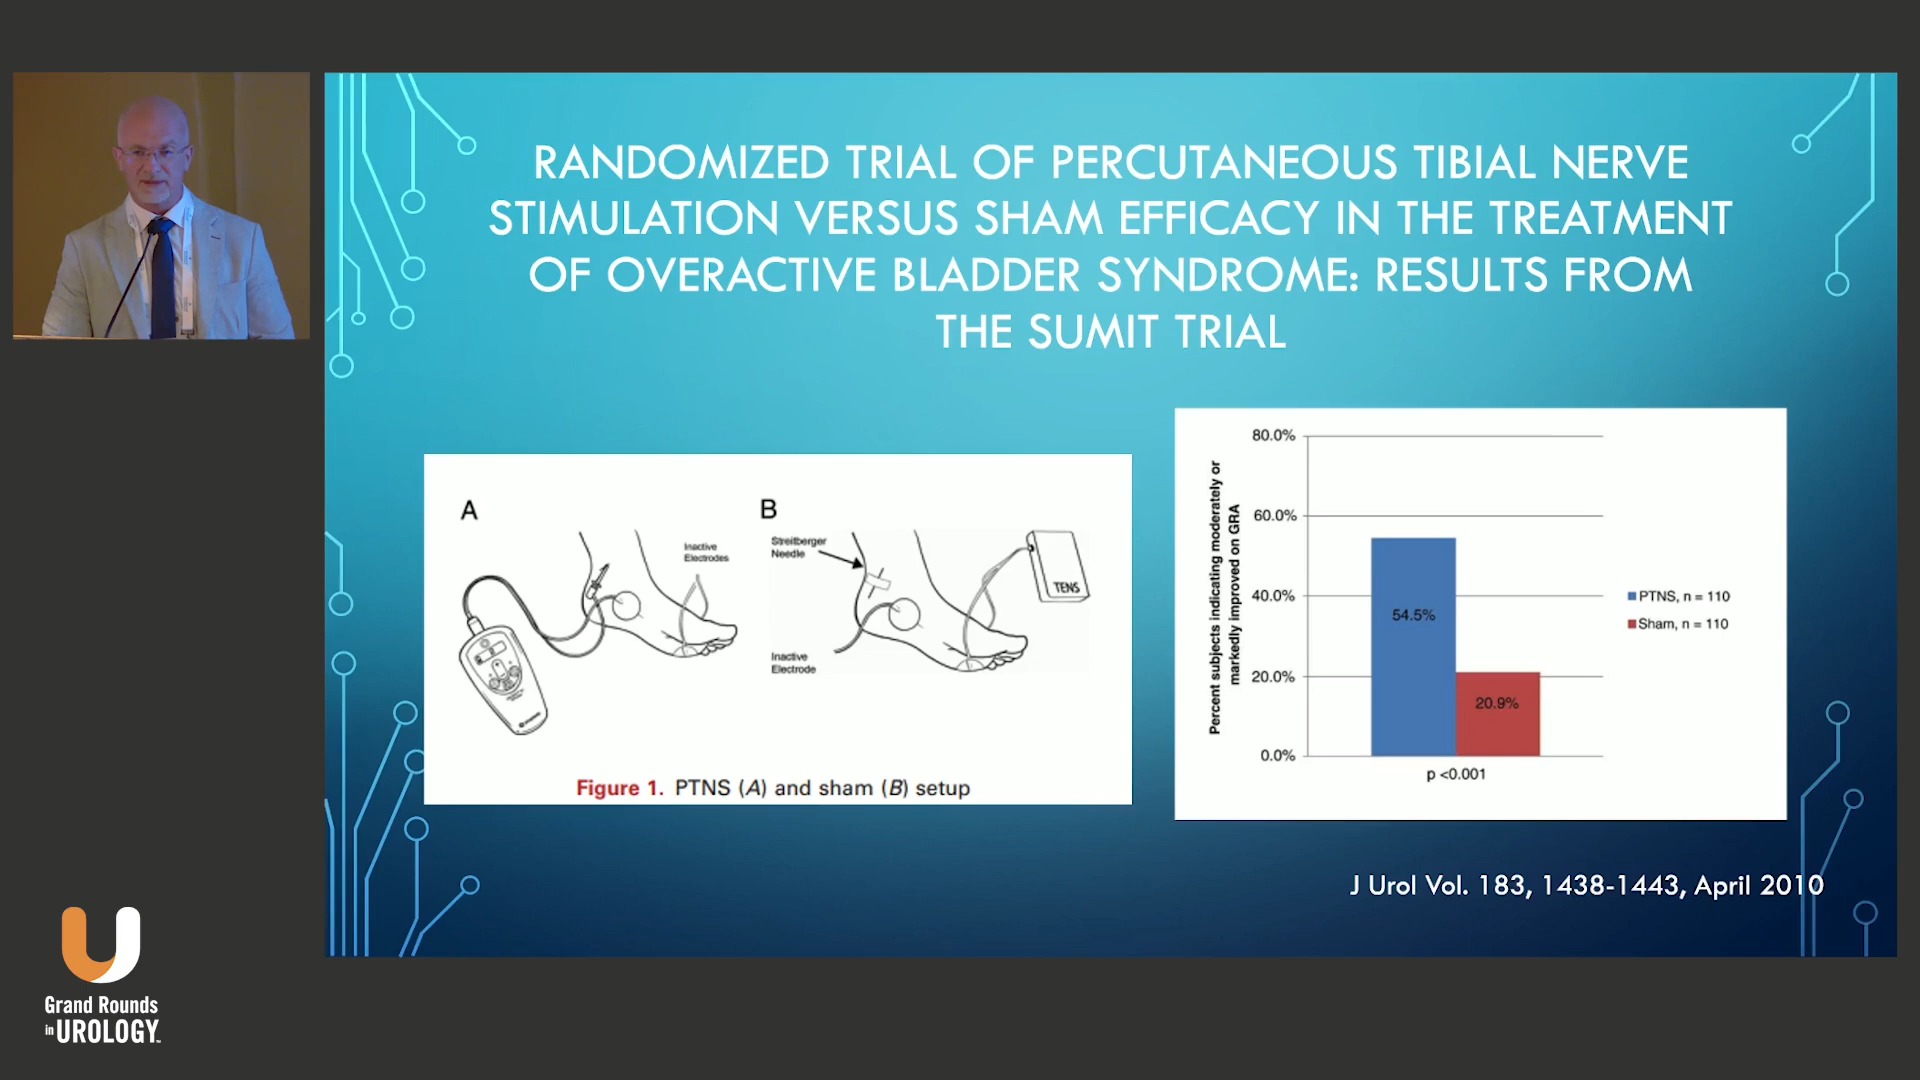 RANDOMIZED TRIAL OF PERCUTANEOUS TIBIAL NERVE
STIMULATION VERSUS SHAM EFFICACY IN THE TREATMENT
OF OVERACTIVE BLADDER SYNDROME: RESULTS FROM
THE SUMIT TRIAL
A
Inactive
Electrodes
B
Streitberger
Needle
TENS
Inactive
Electrode
Figure 1. PTNS (A) and sham (B) setup
Percent subjects indicating moderately or
markedly improved on GRA
80.0%
60.0%
40.0%
20.0%
0.0%
54.5%
20.9%
p <0.001
PTNS, n = 110
Sham, n = 110
J Urol Vol. 183, 1438-1443, April 2010
Grand Rounds
in UROLOGY™